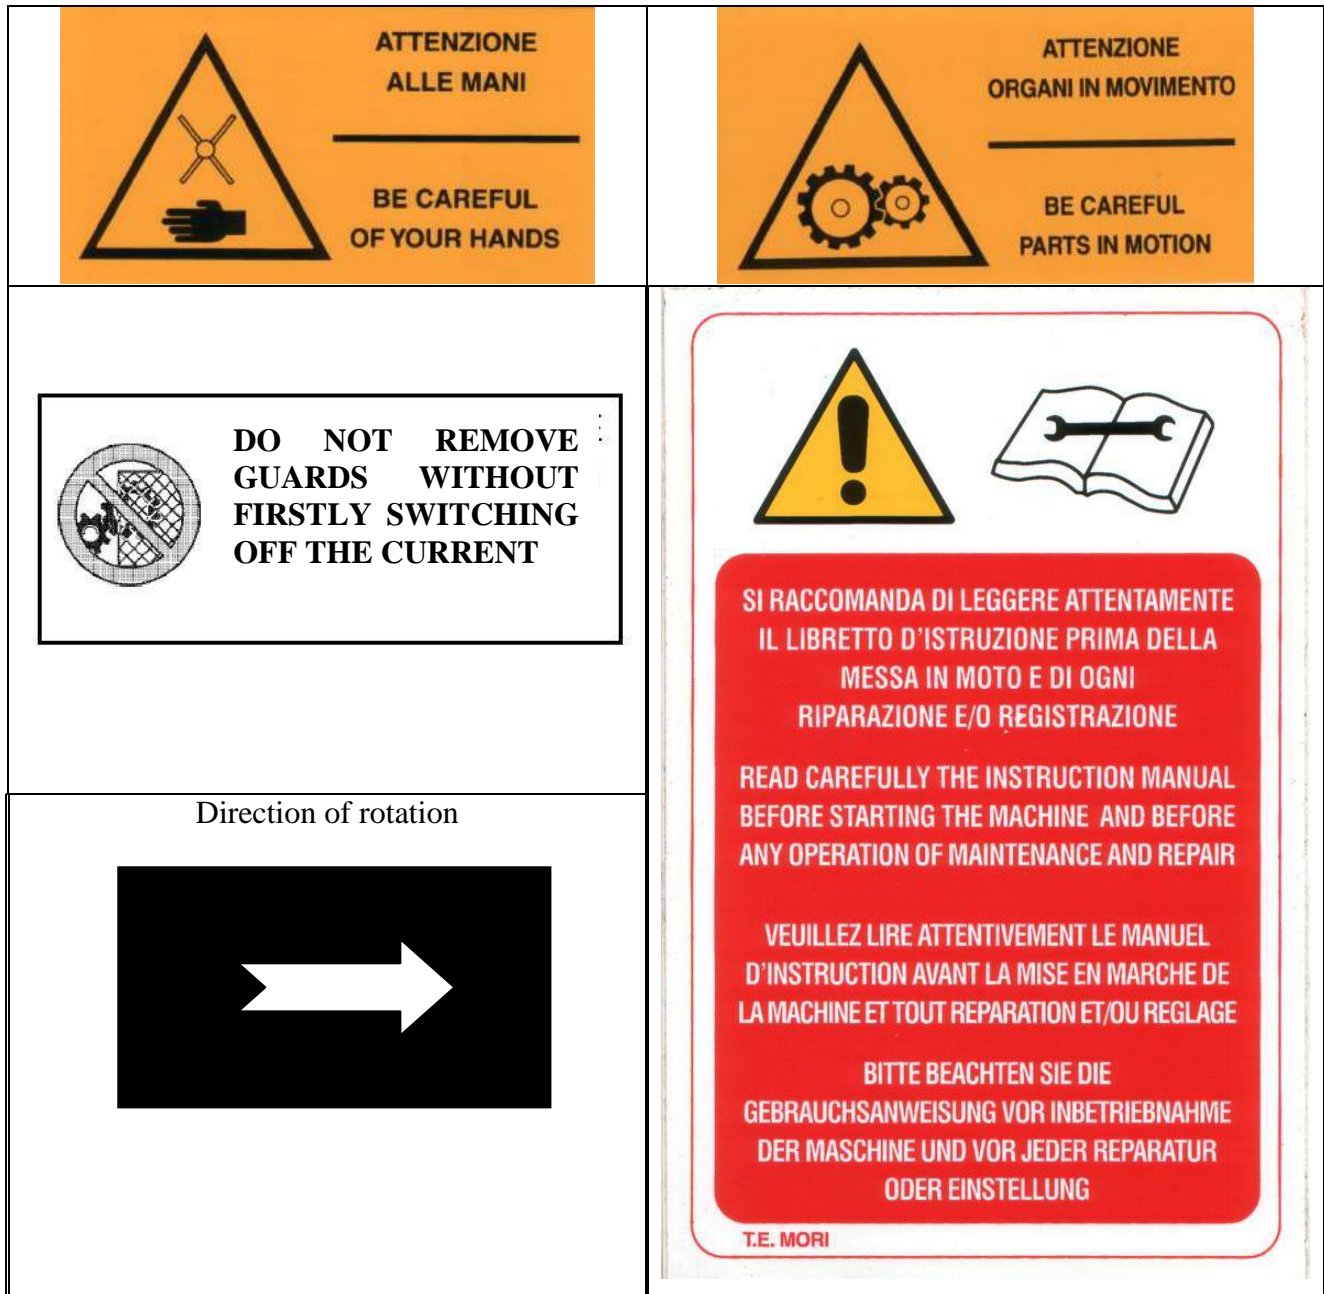 ATTENZIONE
ALLE MANI
BE CAREFUL
OF YOUR HANDS
ATTENZIONE
ORGANI IN MOVIMENTO
BE CAREFUL
PARTS IN MOTION
DO NOT REMOVE
GUARDS WITHOUT
FIRSTLY SWITCHING
OFF THE CURRENT
Direction of rotation
SI RACCOMANDA DI LEGGERE ATTENTAMENTE
IL LIBRETTO D'ISTRUZIONE PRIMA DELLA
MESSA IN MOTO E DI OGNI
RIPARAZIONE E/O REGISTRAZIONE
READ CAREFULLY THE INSTRUCTION MANUAL
BEFORE STARTING THE MACHINE AND BEFORE
ANY OPERATION OF MAINTENANCE AND REPAIR
VEUILLEZ LIRE ATTENTIVEMENT LE MANUEL
D'INSTRUCTION AVANT LA MISE EN MARCHE DE
LA MACHINE ET TOUT REPARATION ET/OU REGLAGE
BITTE BEACHTEN SIE DIE
GEBRAUCHSANWEISUNG VOR INBETRIEBNAHME
DER MASCHINE UND VOR JEDER REPARATUR
ODER EINSTELLUNG
T.E. MORI